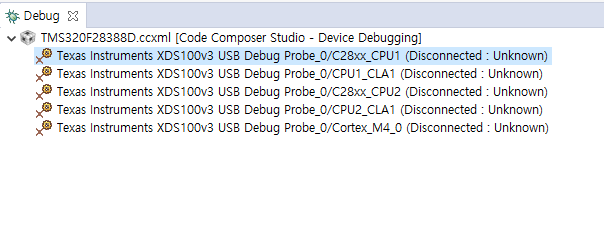 Debug
TMS320F28388D.ccxml [Code Composer Studio - Device Debugging]
Texas Instruments XDS100v3 USB Debug Probe_0/C28xx_CPU1 (Disconnected : Unknown)
Texas Instruments XDS100v3 USB Debug Probe_0/CPU1_CLA1 (Disconnected : Unknown)
Texas Instruments XDS100v3 USB Debug Probe_0/C28xx_CPU2 (Disconnected : Unknown)
Texas Instruments XDS100v3 USB Debug Probe_0/CPU2_CLA1 (Disconnected : Unknown)
Texas Instruments XDS100v3 USB Debug Probe_0/Cortex_M4_0 (Disconnected : Unknown)